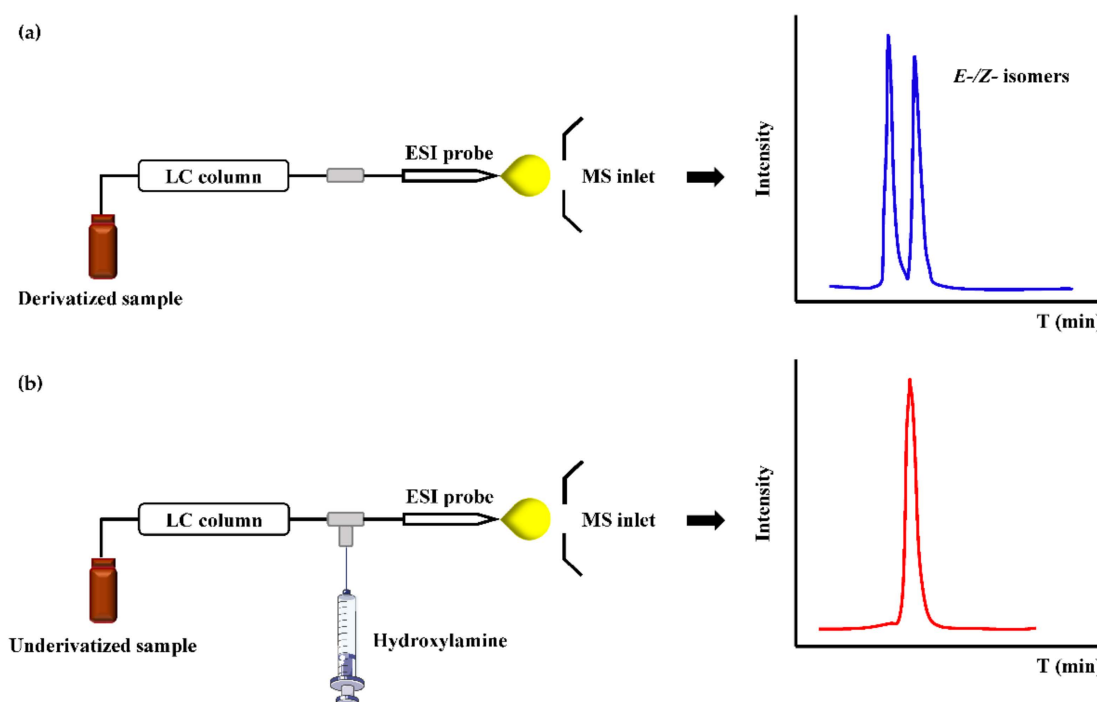 (a)
LC column
ESI probe
MS inlet
Derivatized sample
Intensity
E-/Z- isomers
T (min)
(b)
LC column
ESI probe
MS inlet
Underivatized sample
Hydroxylamine
Intensity
T (min)